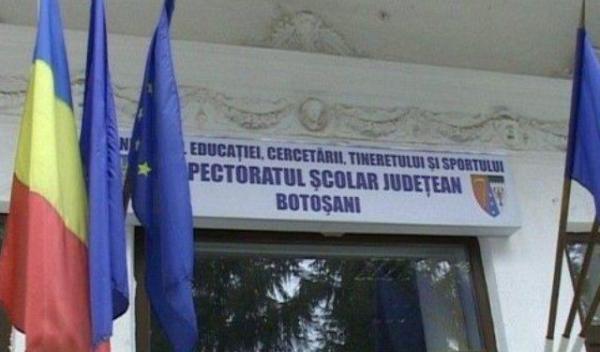 EDUCAȚIEI, CERCETĂRII, TINERETULUI ȘI SPORTULUI
PECTORATUL ȘCOLAR JUDEȚEAN
BOTOȘANI